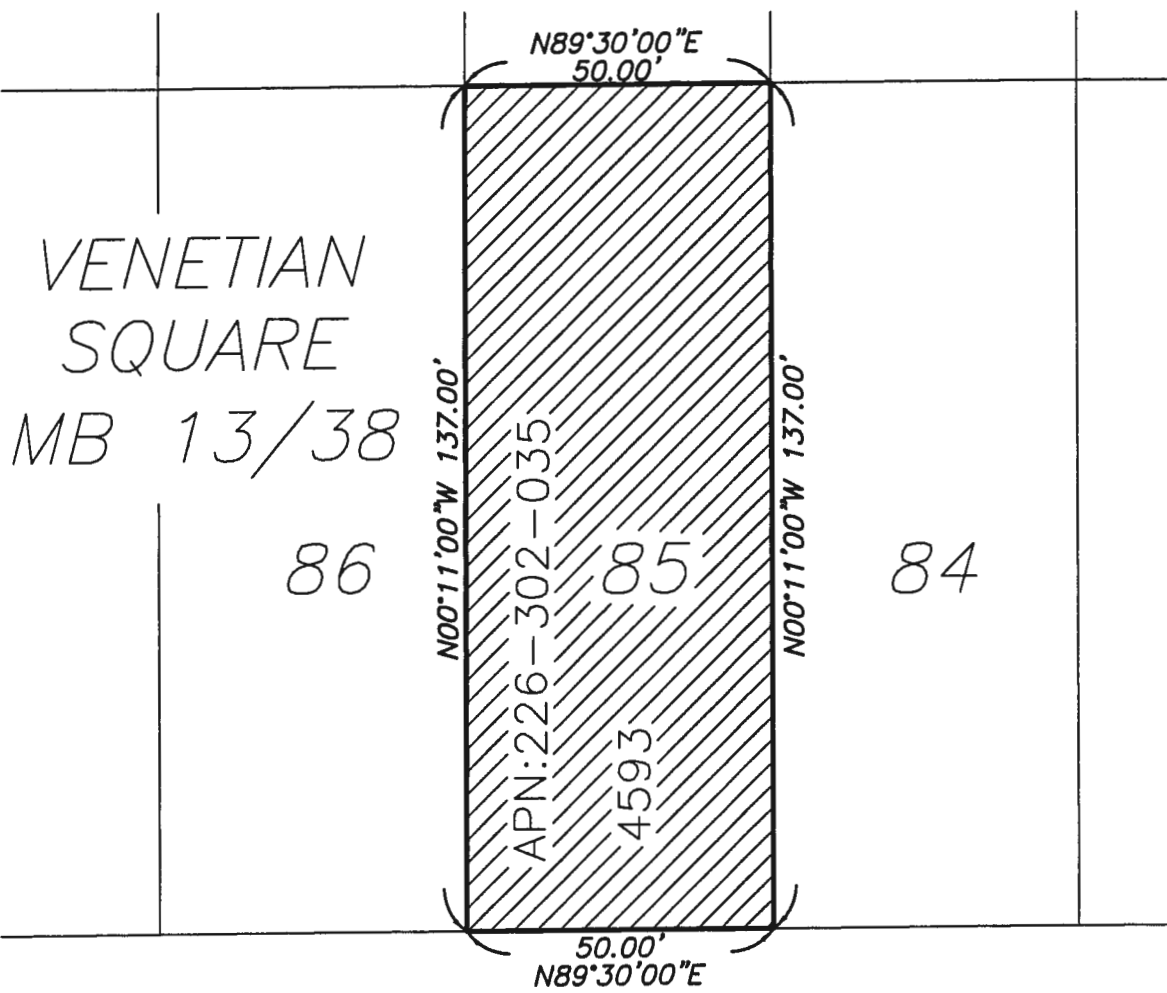 N89°30'00"E
50.00'
VENETIAN
SQUARE
MB 13/38
N00°11'00"W 137.00'
APN:226-302-035
N00°11'00"W 137.00'
86
85
84
4593
50.00'
N89°30'00"E